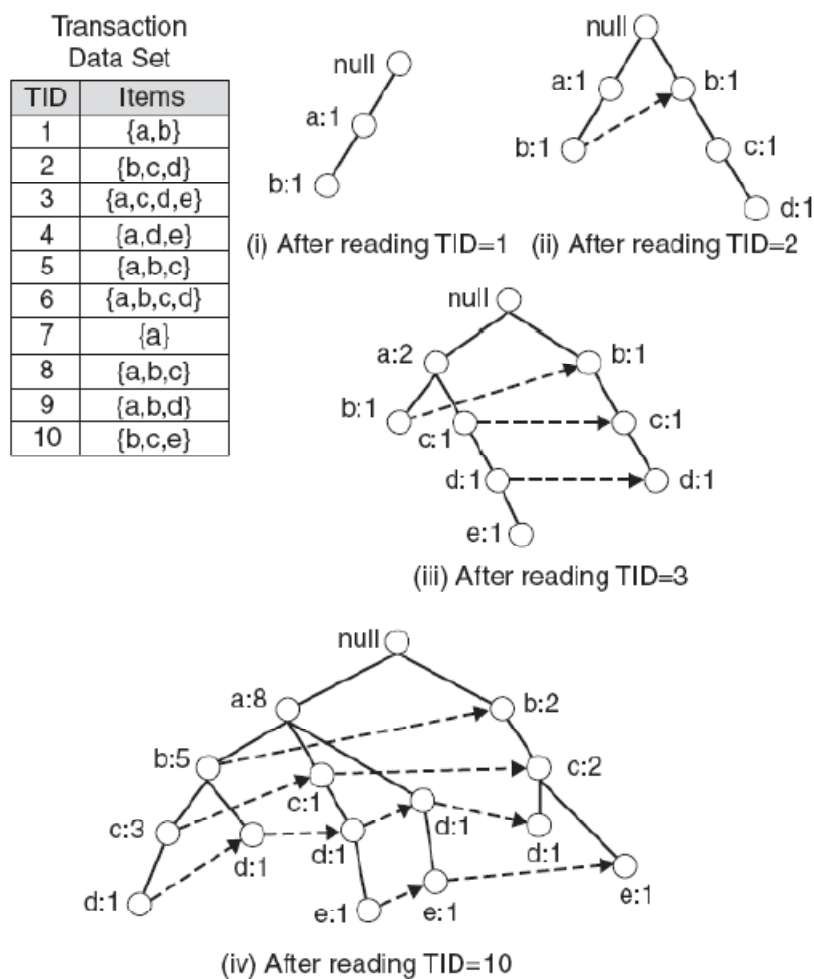 Transaction
Data Set
TID Items
1 {a,b}
2 {b,c,d}
3 {a,c,d,e}
4 {a,d,e}
5 {a,b,c}
6 {a,b,c,d}
7 {a}
8 {a,b,c}
9 {a,b,d}
10 {b,c,e}
null
a:1
b:1
(i) After reading TID=1
null
a:1 b:1
b:1 c:1
d:1
(ii) After reading TID=2
null
a:2 b:1
b:1 c:1 c:1
d:1 d:1
e:1
(iii) After reading TID=3
null
a:8 b:2
b:5 c:1 c:2
c:3 d:1 d:1 d:1 d:1
d:1 e:1 e:1 e:1
(iv) After reading TID=10